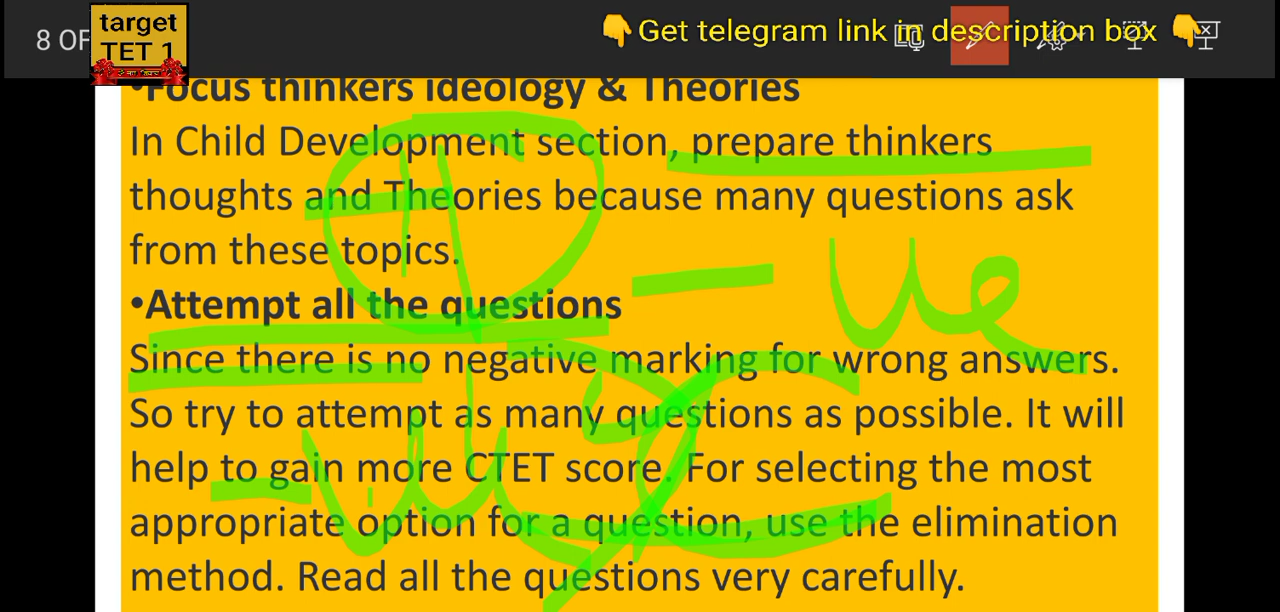 8 OF
target
TET 1
👇Get telegram link in description box 👇
•Focus thinkers Ideology & Theories
In Child Development section, prepare thinkers
thoughts and Theories because many questions ask
from these topics.
•Attempt all the questions
Since there is no negative marking for wrong answers.
So try to attempt as many questions as possible. It will
help to gain more CTET score. For selecting the most
appropriate option for a question, use the elimination
method. Read all the questions very carefully.
-ve